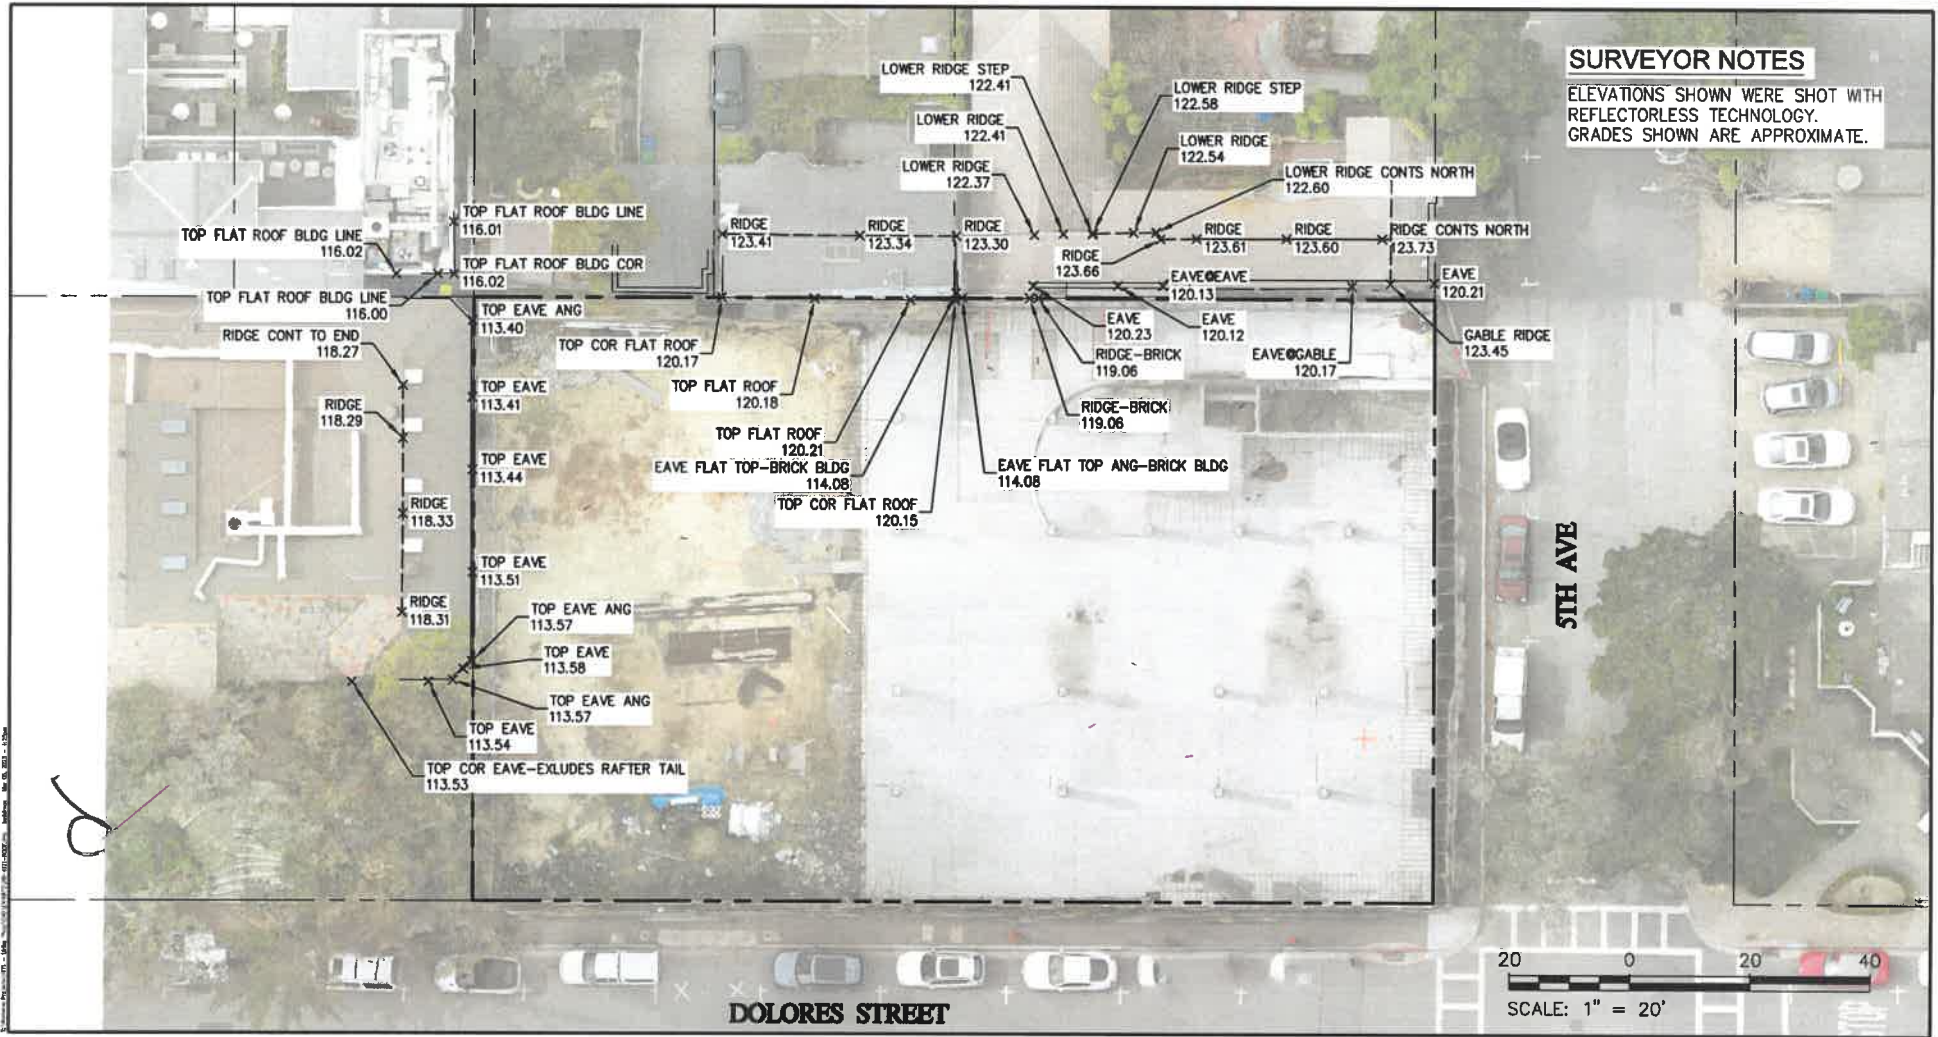 SURVEYOR NOTES
ELEVATIONS SHOWN WERE SHOT WITH
REFLECTORLESS TECHNOLOGY.
GRADES SHOWN ARE APPROXIMATE.
LOWER RIDGE STEP
122.41
LOWER RIDGE STEP
122.58
LOWER RIDGE
122.41
LOWER RIDGE
122.54
LOWER RIDGE
122.37
LOWER RIDGE CONTS NORTH
122.60
TOP FLAT ROOF BLDG LINE
116.01
TOP FLAT ROOF BLDG LINE
116.02
RIDGE
123.41
RIDGE
123.34
RIDGE
123.30
RIDGE
123.66
RIDGE
123.61
RIDGE
123.60
RIDGE CONTS NORTH
123.73
TOP FLAT ROOF BLDG COR
116.02
TOP FLAT ROOF BLDG LINE
116.00
EAVE@EAVE
120.13
EAVE
120.21
TOP EAVE ANG
113.40
EAVE
120.23
EAVE
120.12
GABLE RIDGE
123.45
RIDGE CONT TO END
118.27
TOP COR FLAT ROOF
120.17
RIDGE-BRICK
119.06
EAVE@GABLE
120.17
TOP EAVE
113.41
TOP FLAT ROOF
120.18
RIDGE
118.29
RIDGE-BRICK
119.06
TOP FLAT ROOF
120.21
TOP EAVE
113.44
EAVE FLAT TOP-BRICK BLDG
114.08
EAVE FLAT TOP ANG-BRICK BLDG
114.08
RIDGE
118.33
TOP COR FLAT ROOF
120.15
TOP EAVE
113.51
RIDGE
118.31
TOP EAVE ANG
113.57
TOP EAVE
113.58
TOP EAVE ANG
113.57
TOP EAVE
113.54
TOP COR EAVE-EXLUDES RAFTER TAIL
113.53
5TH AVE
DOLORES STREET
20 0 20 40
SCALE: 1" = 20'